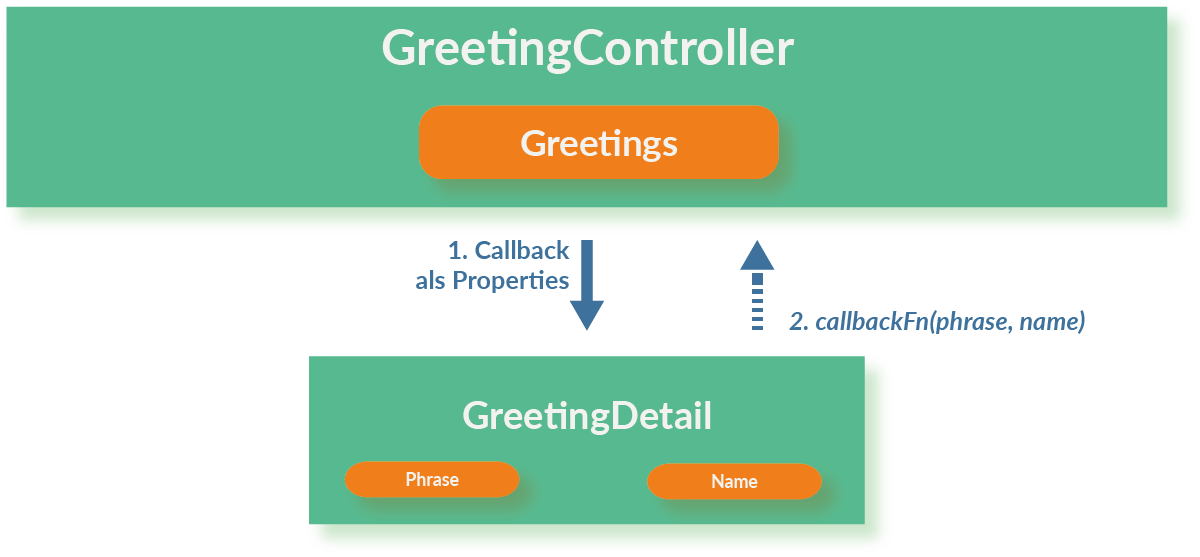 GreetingController
Greetings
1. Callback
als Properties
2. callbackFn(phrase, name)
GreetingDetail
Phrase
Name